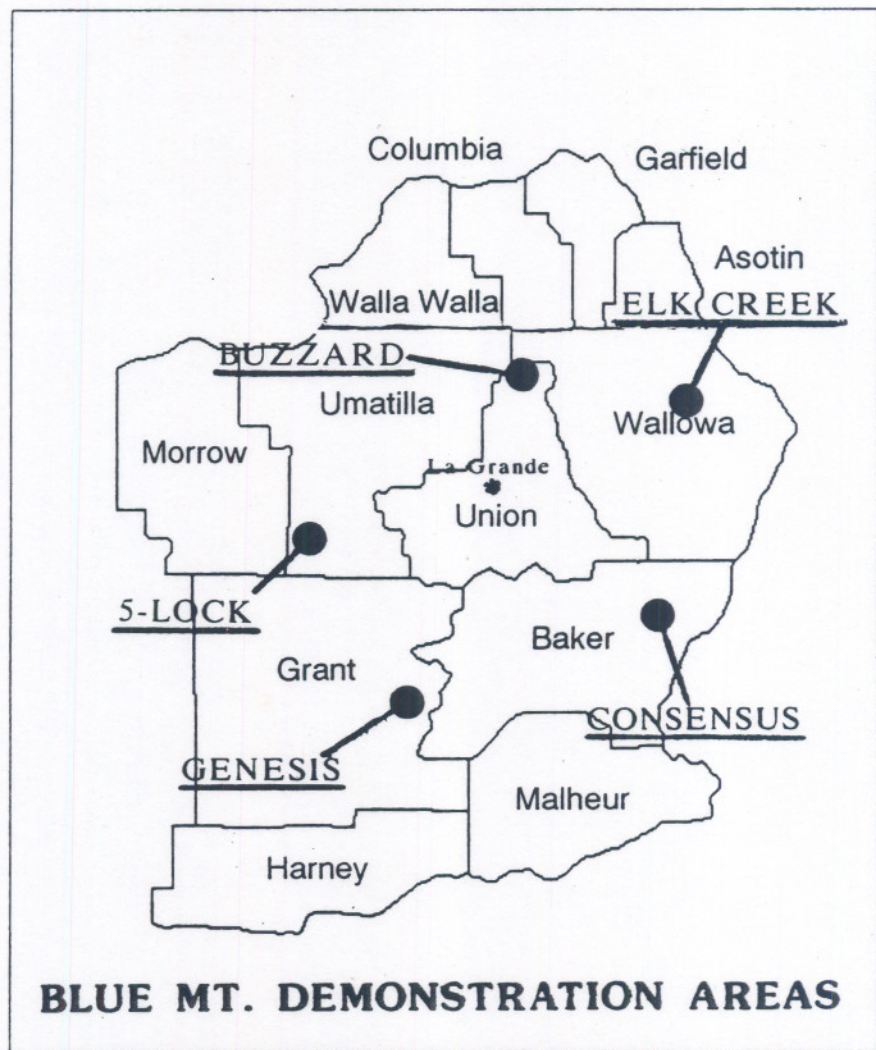 Columbia
Garfield
Asotin
Walla Walla
ELK CREEK
BUZZARD
Umatilla
Wallowa
Morrow
La Grande
Union
5-LOCK
Baker
Grant
CONSENSUS
GENESIS
Malheur
Harney
BLUE MT. DEMONSTRATION AREAS